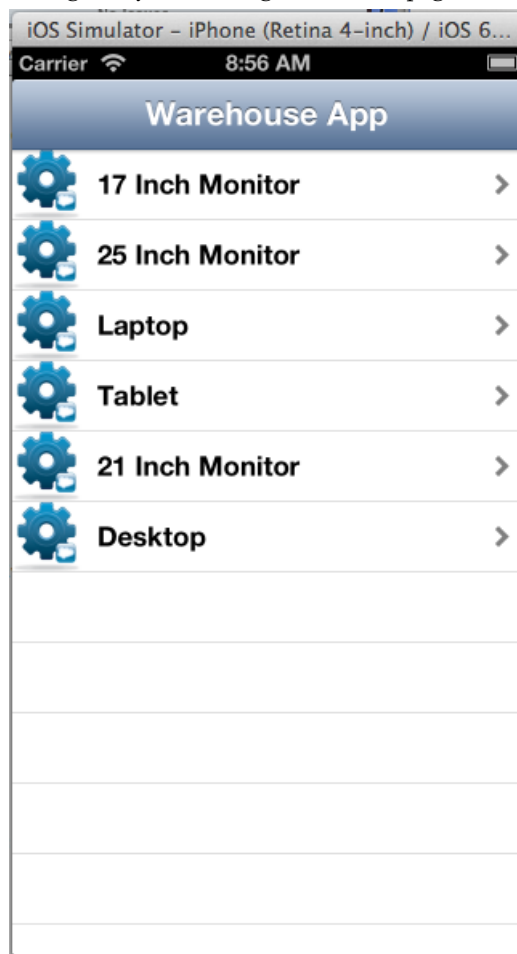 iOS Simulator – iPhone (Retina 4-inch) / iOS 6...
Carrier 8:56 AM
Warehouse App
17 Inch Monitor
25 Inch Monitor
Laptop
Tablet
21 Inch Monitor
Desktop